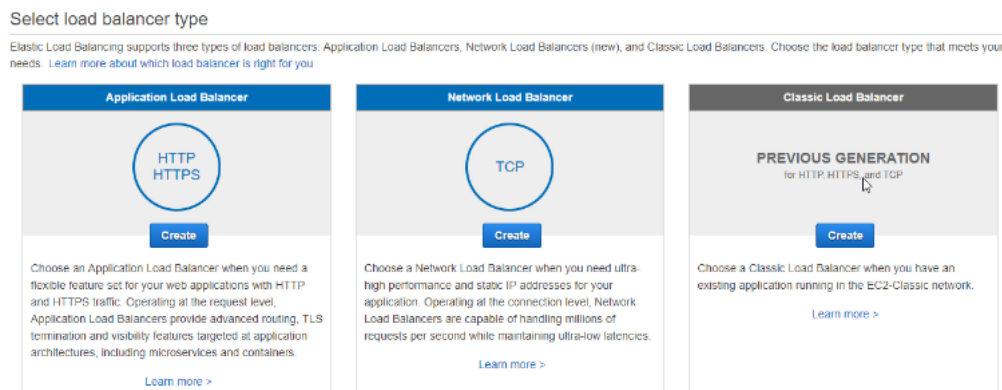 Select load balancer type
Elastic Load Balancing supports three types of load balancers: Application Load Balancers, Network Load Balancers (new), and Classic Load Balancers. Choose the load balancer type that meets your
needs. Learn more about which load balancer is right for you
Application Load Balancer
HTTP
HTTPS
Create
Choose an Application Load Balancer when you need a
flexible feature set for your web applications with HTTP
and HTTPS traffic. Operating at the request level,
Application Load Balancers provide advanced routing, TLS
termination and visibility features targeted at application
architectures, including microservices and containers.
Learn more >
Network Load Balancer
TCP
Create
Choose a Network Load Balancer when you need ultra-
high performance and static IP addresses for your
application. Operating at the connection level, Network
Load Balancers are capable of handling millions of
requests per second while maintaining ultra-low latencies.
Learn more >
Classic Load Balancer
PREVIOUS GENERATION
for HTTP, HTTPS, and TCP
Create
Choose a Classic Load Balancer when you have an
existing application running in the EC2-Classic network.
Learn more >